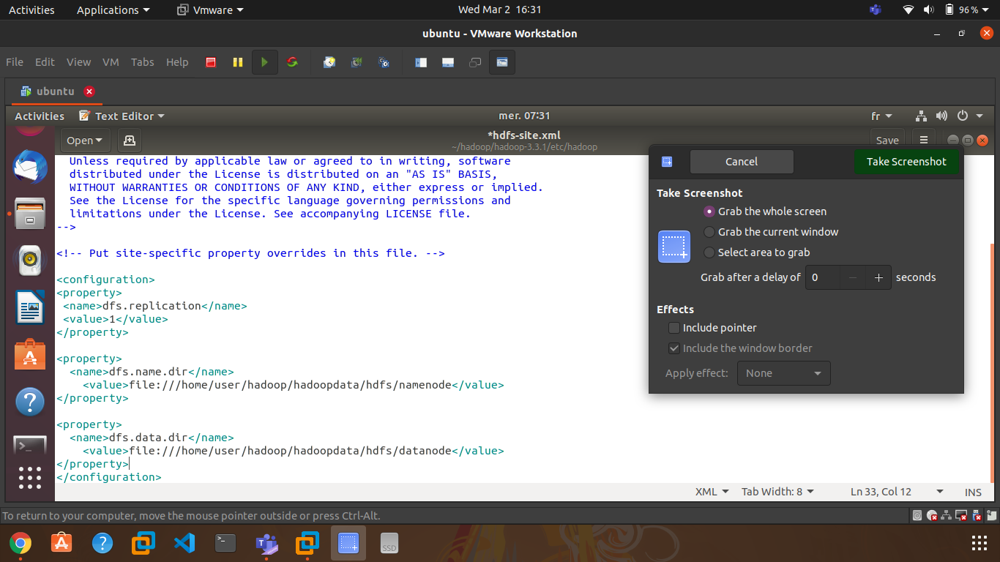 Activities Applications Vmware Wed Mar 2 16:31 96 %
ubuntu - VMware Workstation
File Edit View VM Tabs Help
ubuntu
Activities Text Editor mer. 07:31 fr
Open *hdfs-site.xml Save
~/hadoop/hadoop-3.3.1/etc/hadoop
Unless required by applicable law or agreed to in writing, software
distributed under the License is distributed on an "AS IS" BASIS,
WITHOUT WARRANTIES OR CONDITIONS OF ANY KIND, either express or implied.
See the License for the specific language governing permissions and
limitations under the License. See accompanying LICENSE file.
-->
<!-- Put site-specific property overrides in this file. -->
<configuration>
<property>
<name>dfs.replication</name>
<value>1</value>
</property>
<property>
<name>dfs.name.dir</name>
<value>file:///home/user/hadoop/hadoopdata/hdfs/namenode</value>
</property>
<property>
<name>dfs.data.dir</name>
<value>file:///home/user/hadoop/hadoopdata/hdfs/datanode</value>
</property>
</configuration>
Cancel Take Screenshot
Take Screenshot
Grab the whole screen
Grab the current window
Select area to grab
Grab after a delay of 0 seconds
Effects
Include pointer
Include the window border
Apply effect: None
XML Tab Width: 8 Ln 33, Col 12 INS
To return to your computer, move the mouse pointer outside or press Ctrl-Alt.
SSD